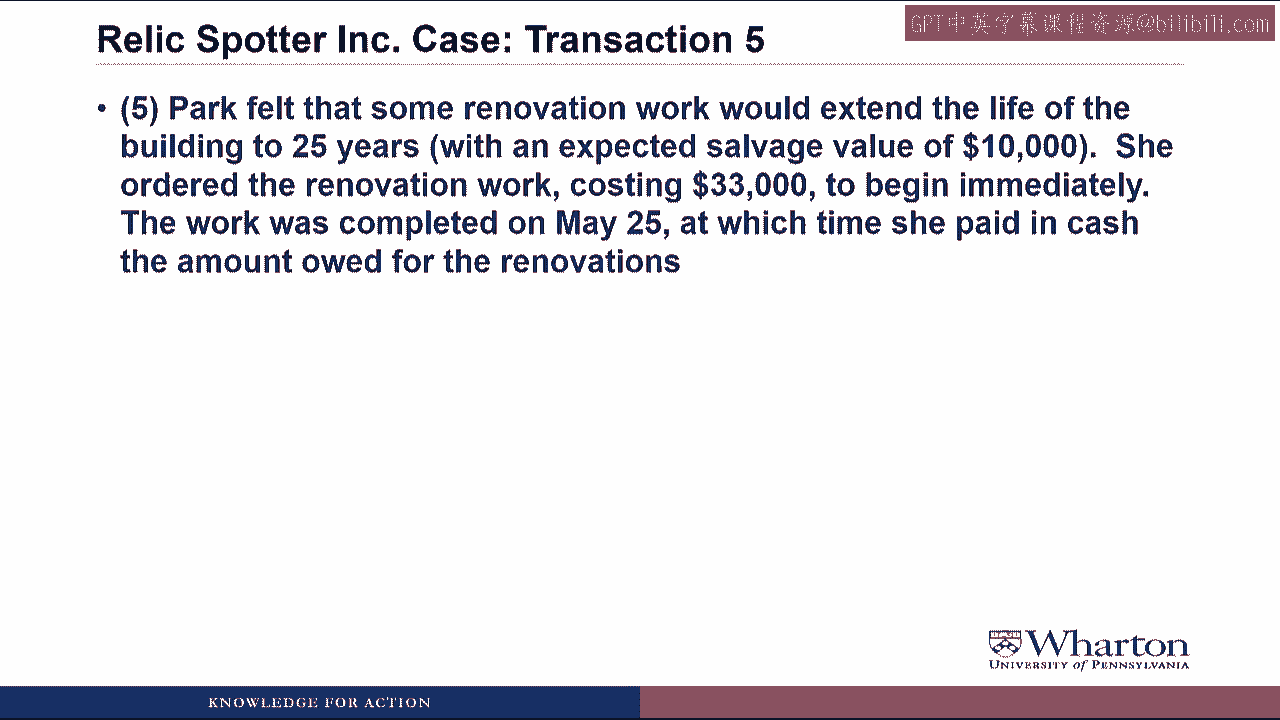 Relic Spotter Inc. Case: Transaction 5
GPT中英字幕课程资源@bilibili.com
• (5) Park felt that some renovation work would extend the life of the
building to 25 years (with an expected salvage value of $10,000). She
ordered the renovation work, costing $33,000, to begin immediately.
The work was completed on May 25, at which time she paid in cash
the amount owed for the renovations
Wharton
UNIVERSITY of PENNSYLVANIA
KNOWLEDGE FOR ACTION